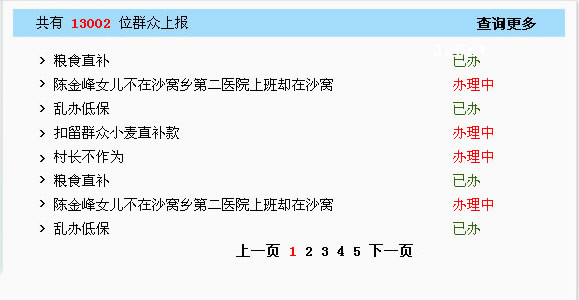 共有 13002 位群众上报 查询更多
粮食直补 已办
陈金峰女儿不在沙窝乡第二医院上班却在沙窝 办理中
乱办低保 已办
扣留群众小麦直补款 办理中
村长不作为 办理中
粮食直补 已办
陈金峰女儿不在沙窝乡第二医院上班却在沙窝 办理中
乱办低保 已办
上一页 1 2 3 4 5 下一页